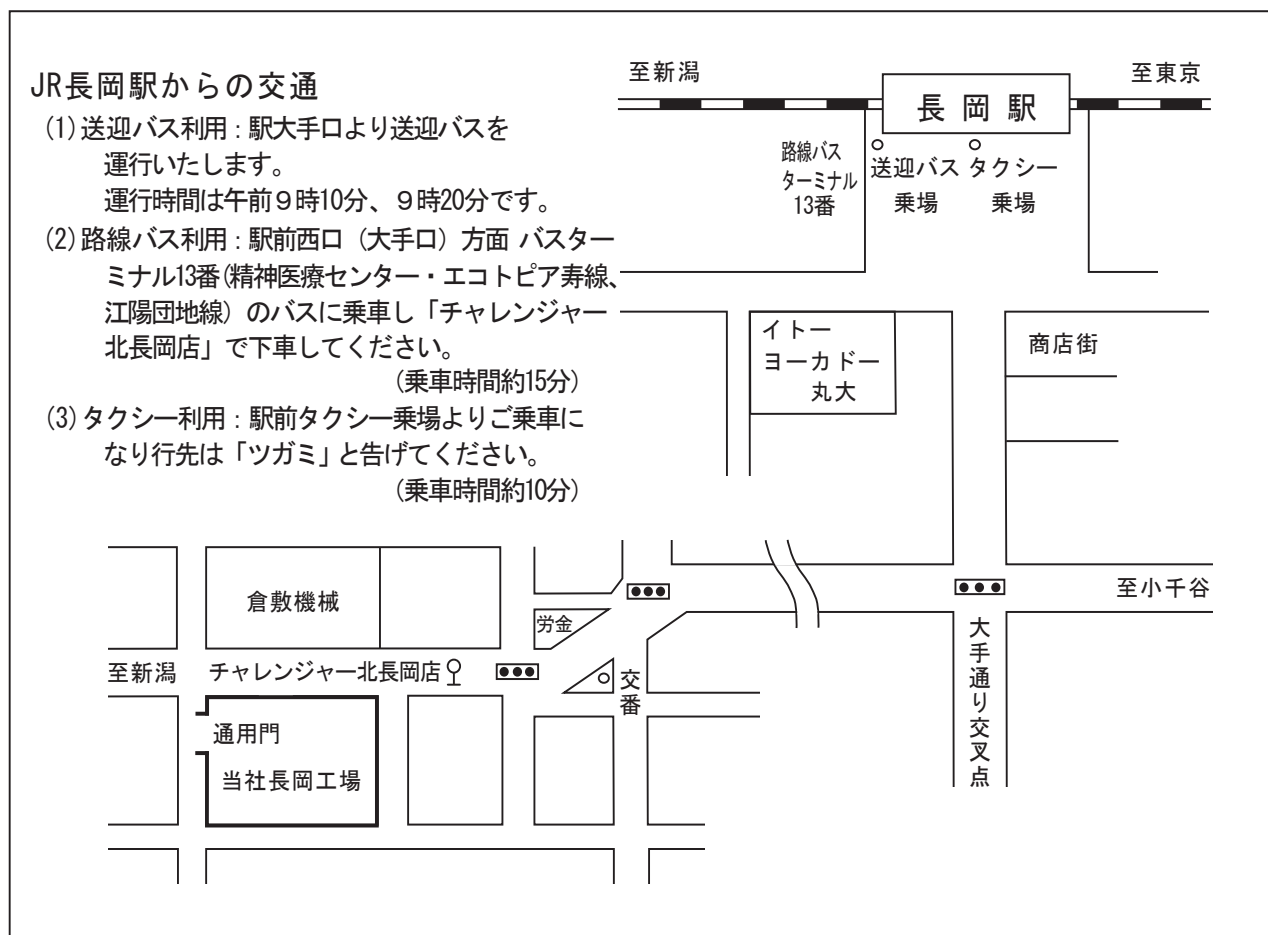 JR長岡駅からの交通
(1) 送迎バス利用：駅大手口より送迎バスを
運行いたします。
運行時間は午前９時10分、９時20分です。
(2) 路線バス利用：駅前西口（大手口）方面 バスター
ミナル13番(精神医療センター・エコトピア寿線、
江陽団地線）のバスに乗車し「チャレンジャー
北長岡店」で下車してください。
（乗車時間約15分）
(3) タクシー利用：駅前タクシー乗場よりご乗車に
なり行先は「ツガミ」と告げてください。
（乗車時間約10分）
至新潟
長岡駅
至東京
路線バス
ターミナル
13番
送迎バス
乗場
タクシー
乗場
イトー
ヨーカドー
丸大
商店街
倉敷機械
労金
至小千谷
至新潟
チャレンジャー北長岡店
交番
大手通り交叉点
通用門
当社長岡工場